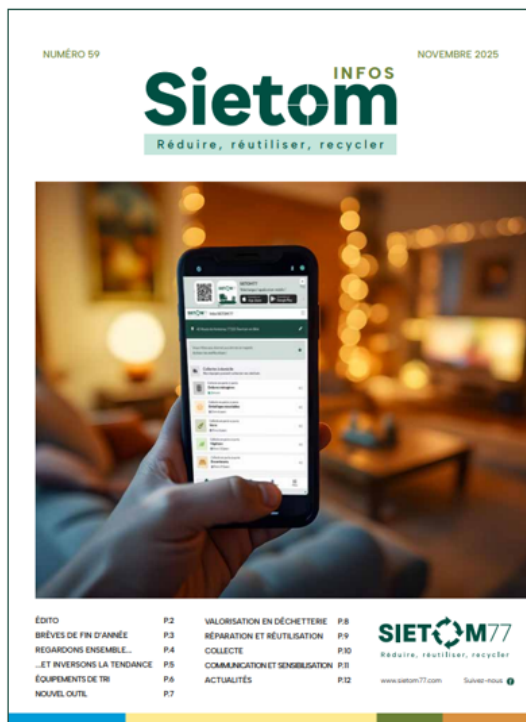 NUMÉRO 59
NOVEMBRE 2025
INFOS
Sietom
Réduire, réutiliser, recycler
SIETOM77
ÉDITO P.2
BRÈVES DE FIN D'ANNÉE P.3
REGARDONS ENSEMBLE... P.4
...ET INVERSONS LA TENDANCE P.5
ÉQUIPEMENTS DE TRI P.6
NOUVEL OUTIL P.7
VALORISATION EN DÉCHETTERIE P.8
RÉPARATION ET RÉUTILISATION P.9
COLLECTE P.10
COMMUNICATION ET SENSIBILISATION P.11
ACTUALITÉS P.12
SIETOM77
Réduire, réutiliser, recycler
www.sietom77.com Suivez-nous